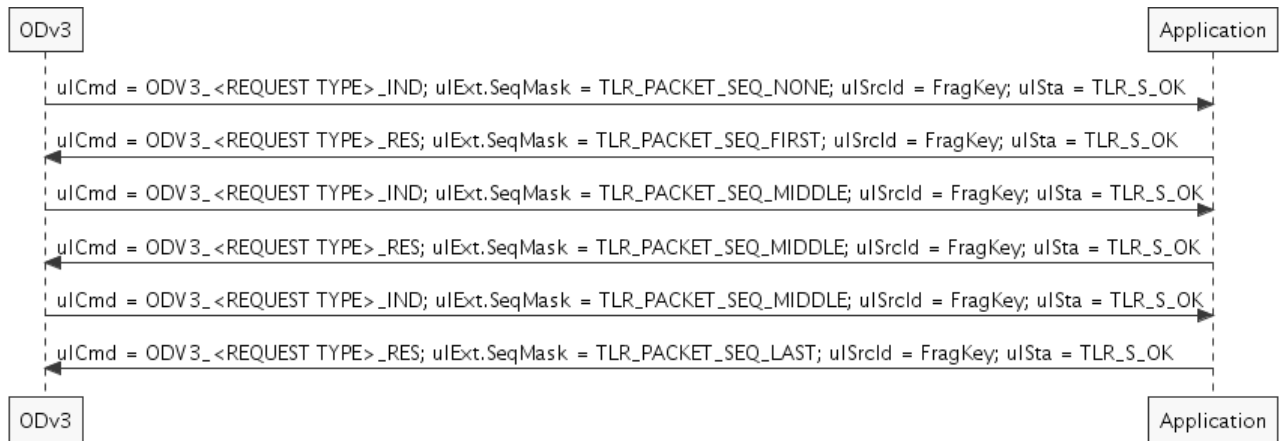 ODv3 Application
ulCmd = ODV3_<REQUEST TYPE>_IND; ulExt.SeqMask = TLR_PACKET_SEQ_NONE; ulSrcId = FragKey; ulSta = TLR_S_OK
ulCmd = ODV3_<REQUEST TYPE>_RES; ulExt.SeqMask = TLR_PACKET_SEQ_FIRST; ulSrcId = FragKey; ulSta = TLR_S_OK
ulCmd = ODV3_<REQUEST TYPE>_IND; ulExt.SeqMask = TLR_PACKET_SEQ_MIDDLE; ulSrcId = FragKey; ulSta = TLR_S_OK
ulCmd = ODV3_<REQUEST TYPE>_RES; ulExt.SeqMask = TLR_PACKET_SEQ_MIDDLE; ulSrcId = FragKey; ulSta = TLR_S_OK
ulCmd = ODV3_<REQUEST TYPE>_IND; ulExt.SeqMask = TLR_PACKET_SEQ_MIDDLE; ulSrcId = FragKey; ulSta = TLR_S_OK
ulCmd = ODV3_<REQUEST TYPE>_RES; ulExt.SeqMask = TLR_PACKET_SEQ_LAST; ulSrcId = FragKey; ulSta = TLR_S_OK
ODv3 Application